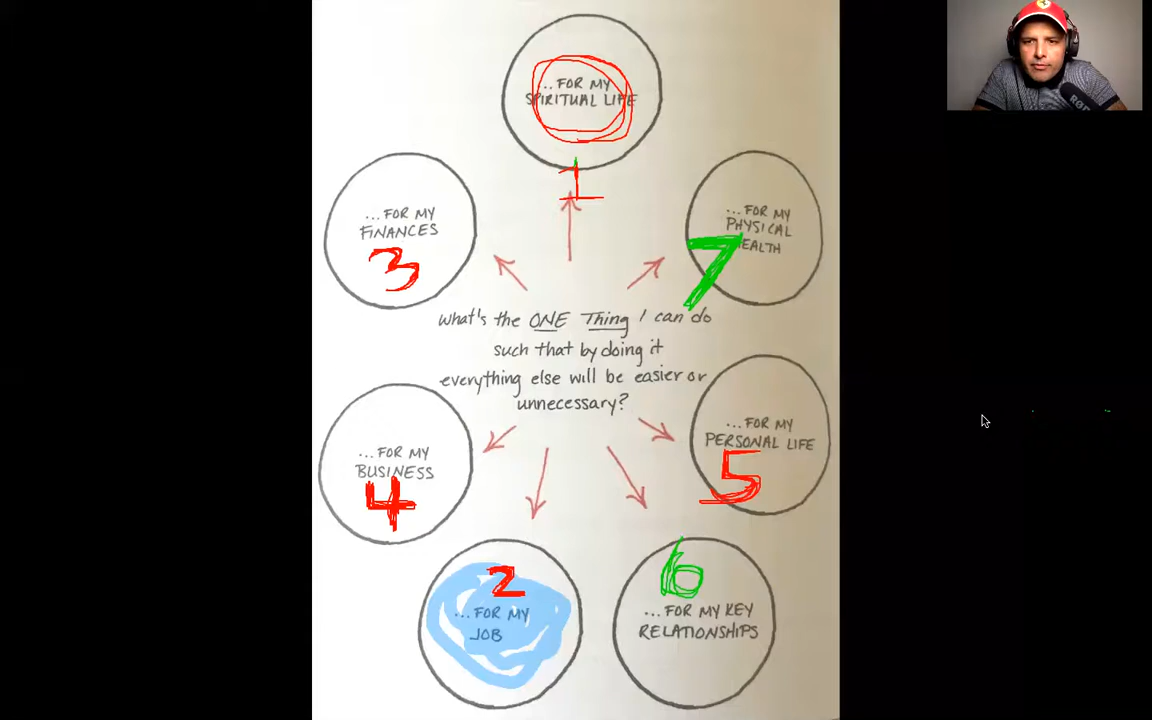 ...FOR MY
SPIRITUAL LIFE
1
...FOR MY
FINANCES
3
...FOR MY
PHYSICAL
HEALTH
7
What's the ONE Thing I can do
such that by doing it
everything else will be easier or
unnecessary?
...FOR MY
BUSINESS
4
...FOR MY
PERSONAL LIFE
5
2
...FOR MY
JOB
6
...FOR MY KEY
RELATIONSHIPS
RØDE